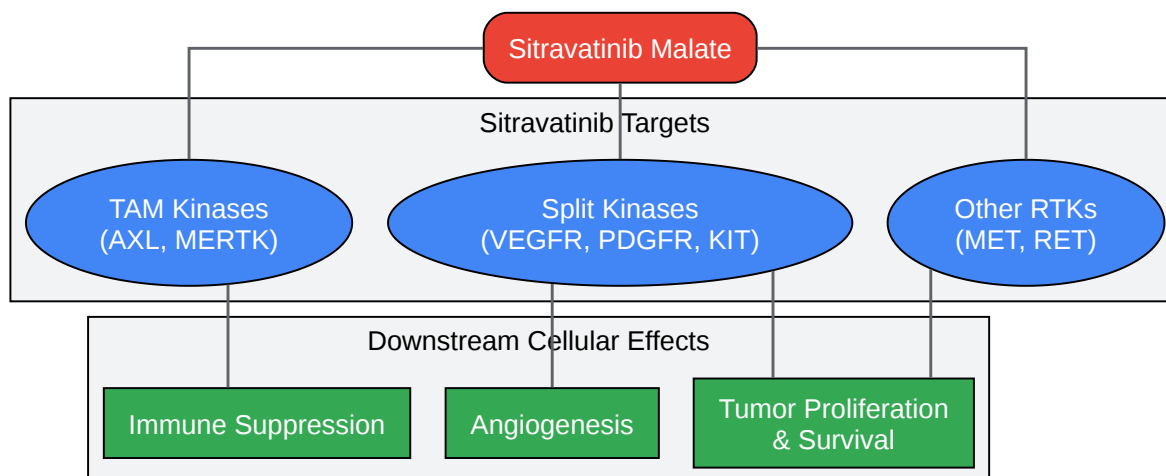 Sitravatinib Malate
Sitravatinib Targets
TAM Kinases
(AXL, MERTK)
Split Kinases
(VEGFR, PDGFR, KIT)
Other RTKs
(MET, RET)
Downstream Cellular Effects
Immune Suppression
Angiogenesis
Tumor Proliferation
& Survival